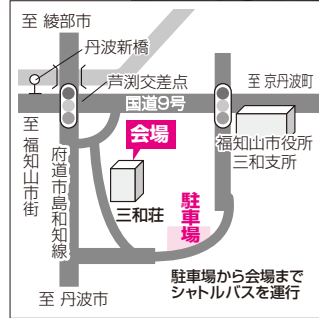 至 綾部市
丹波新橋
芦渕交差点
至 京丹波町
国道9号
至 福知山市街
会場
福知山市役所
三和支所
府道市島和知線
三和荘
駐車場
駐車場から会場まで
シャトルバスを運行
至 丹波市